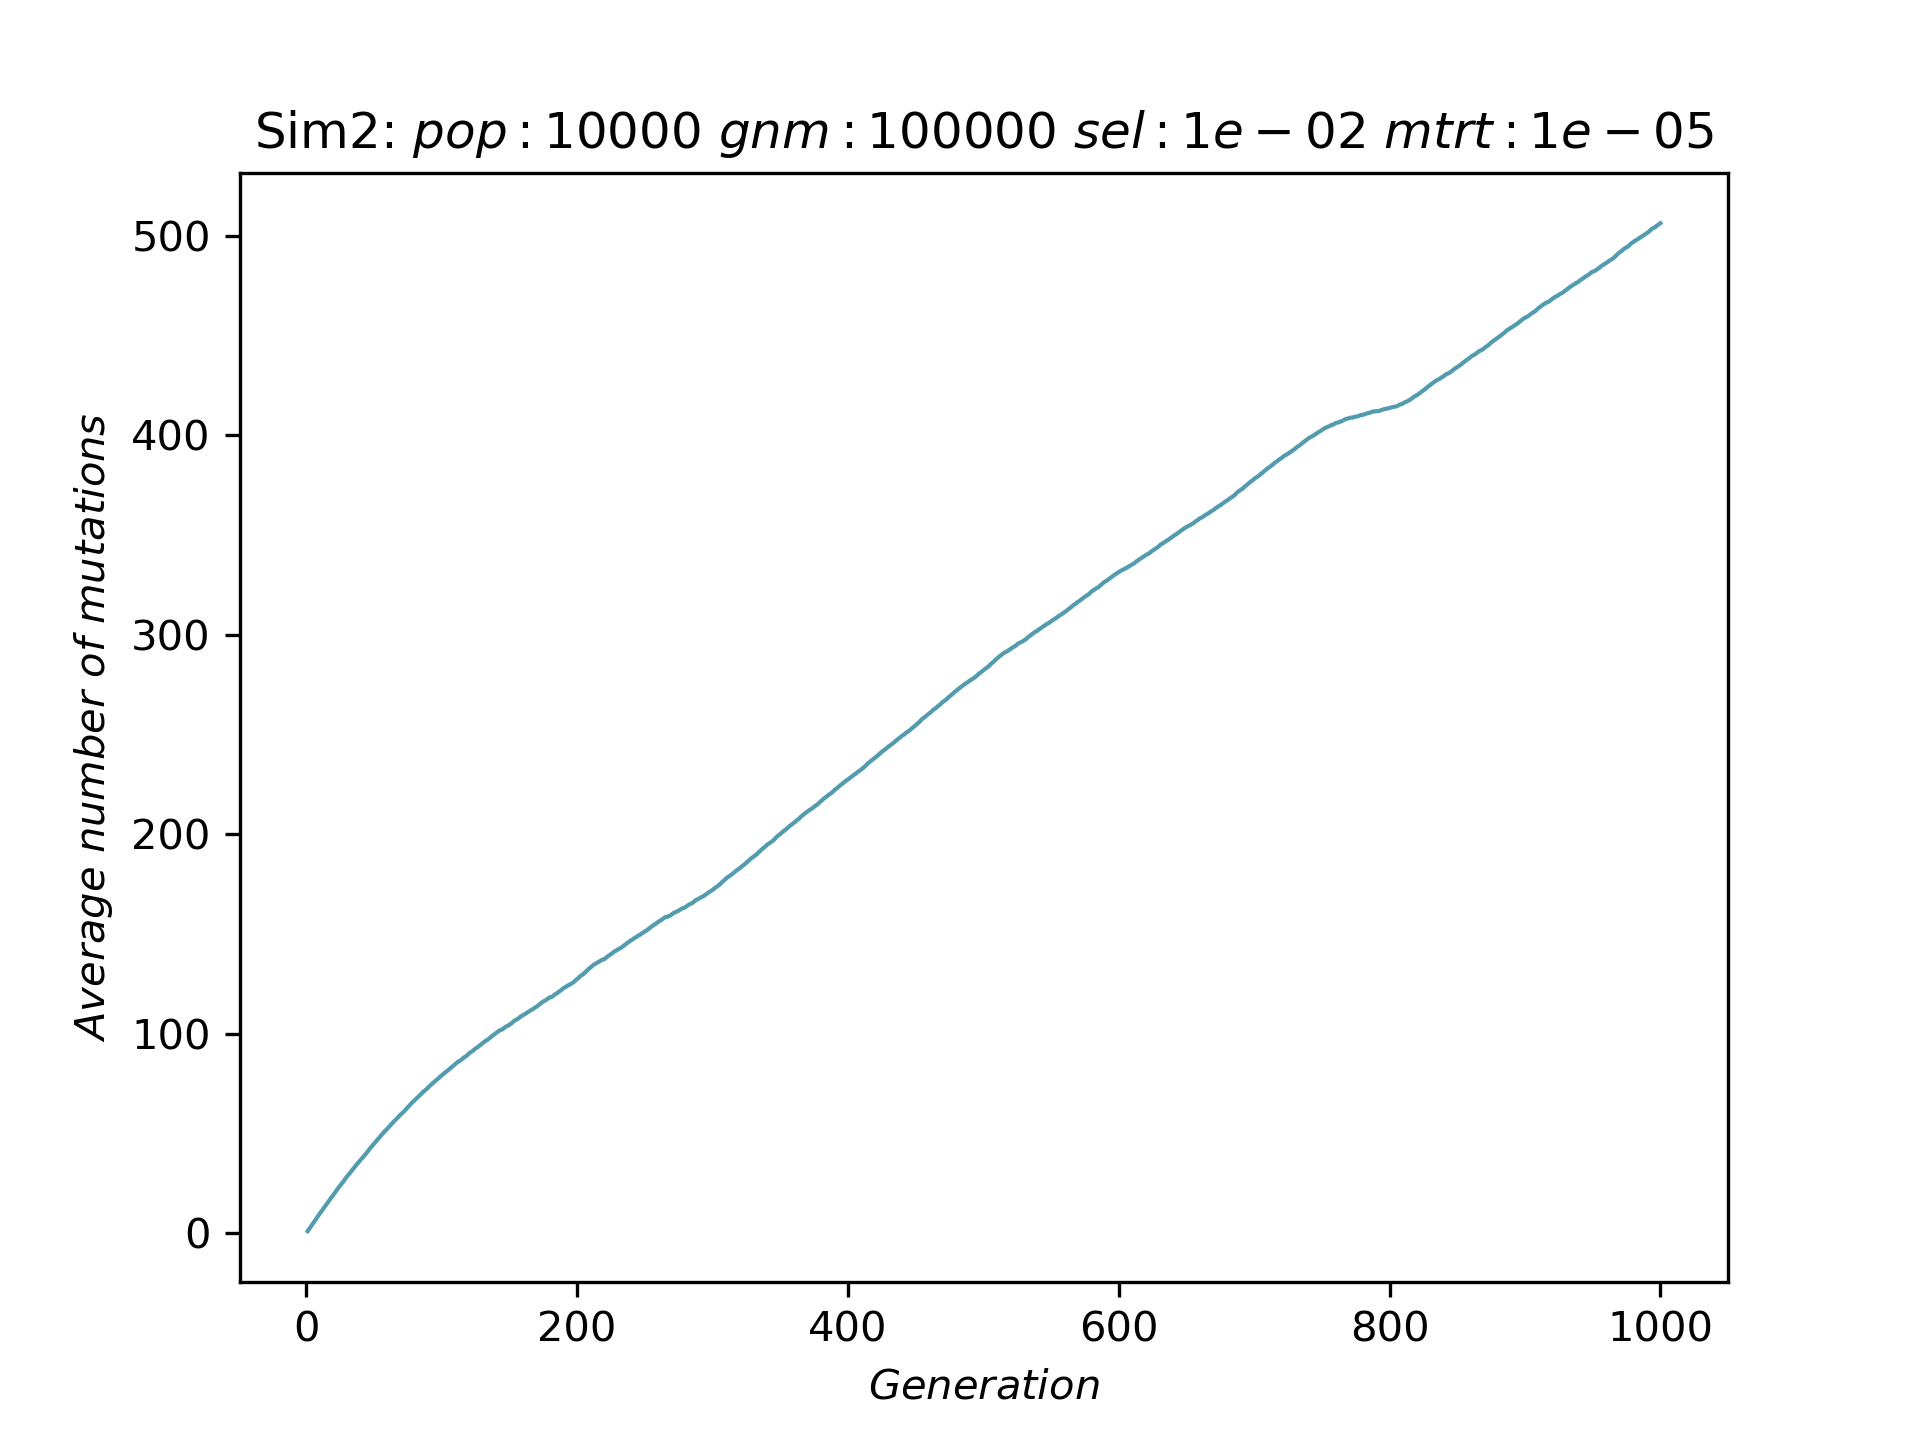 Sim2: pop : 10000 gnm : 100000 sel : 1e − 02 mtrt : 1e − 05
500
400
300
200
100
0
Average number of mutations
0 200 400 600 800 1000
Generation